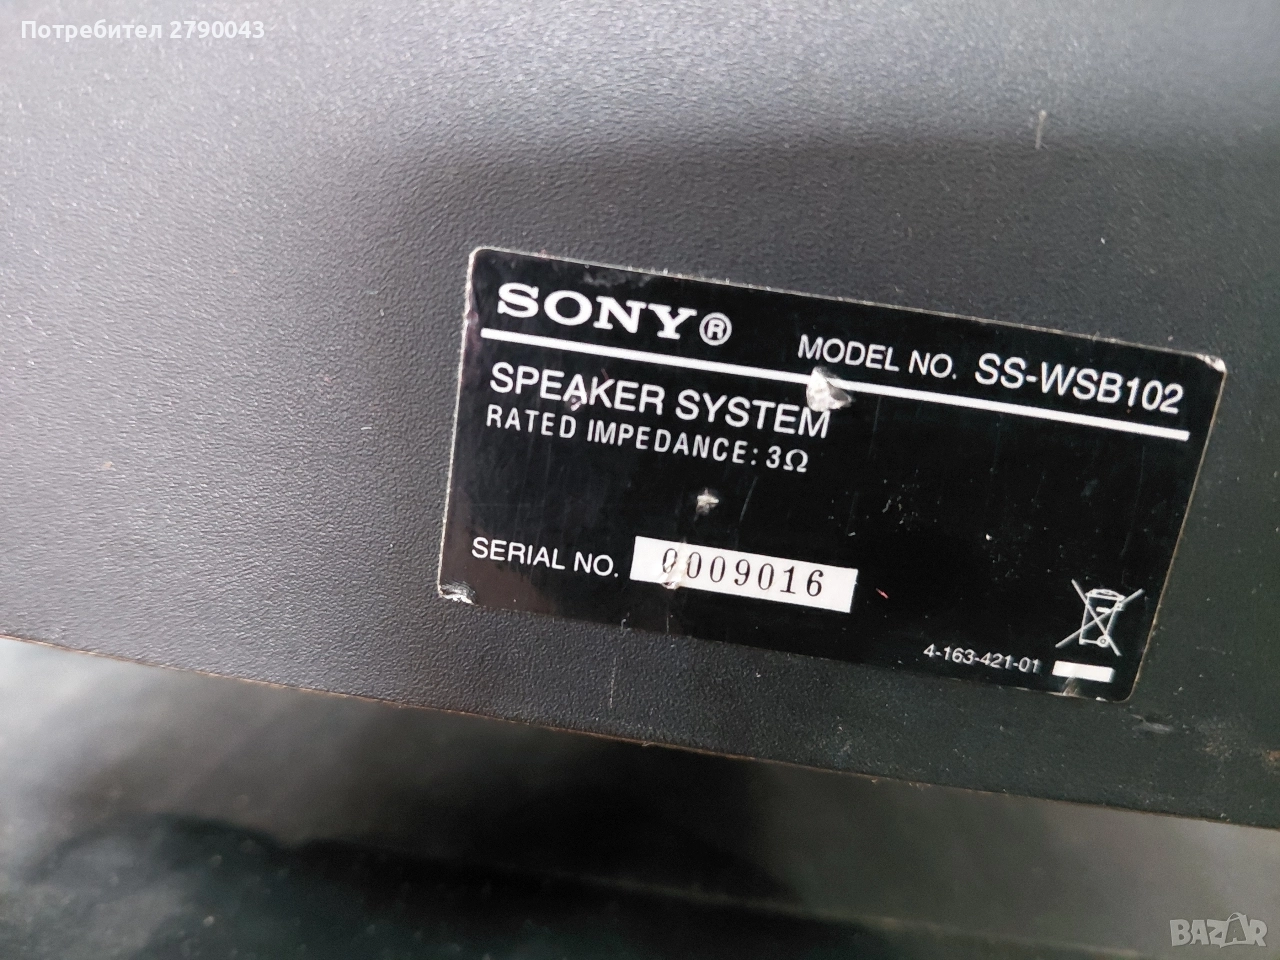 Потребител 2790043
SONY®
MODEL NO. SS-WSB102
SPEAKER SYSTEM
RATED IMPEDANCE: 3Ω
SERIAL NO. 0009016
4-163-421-01
BAZAR